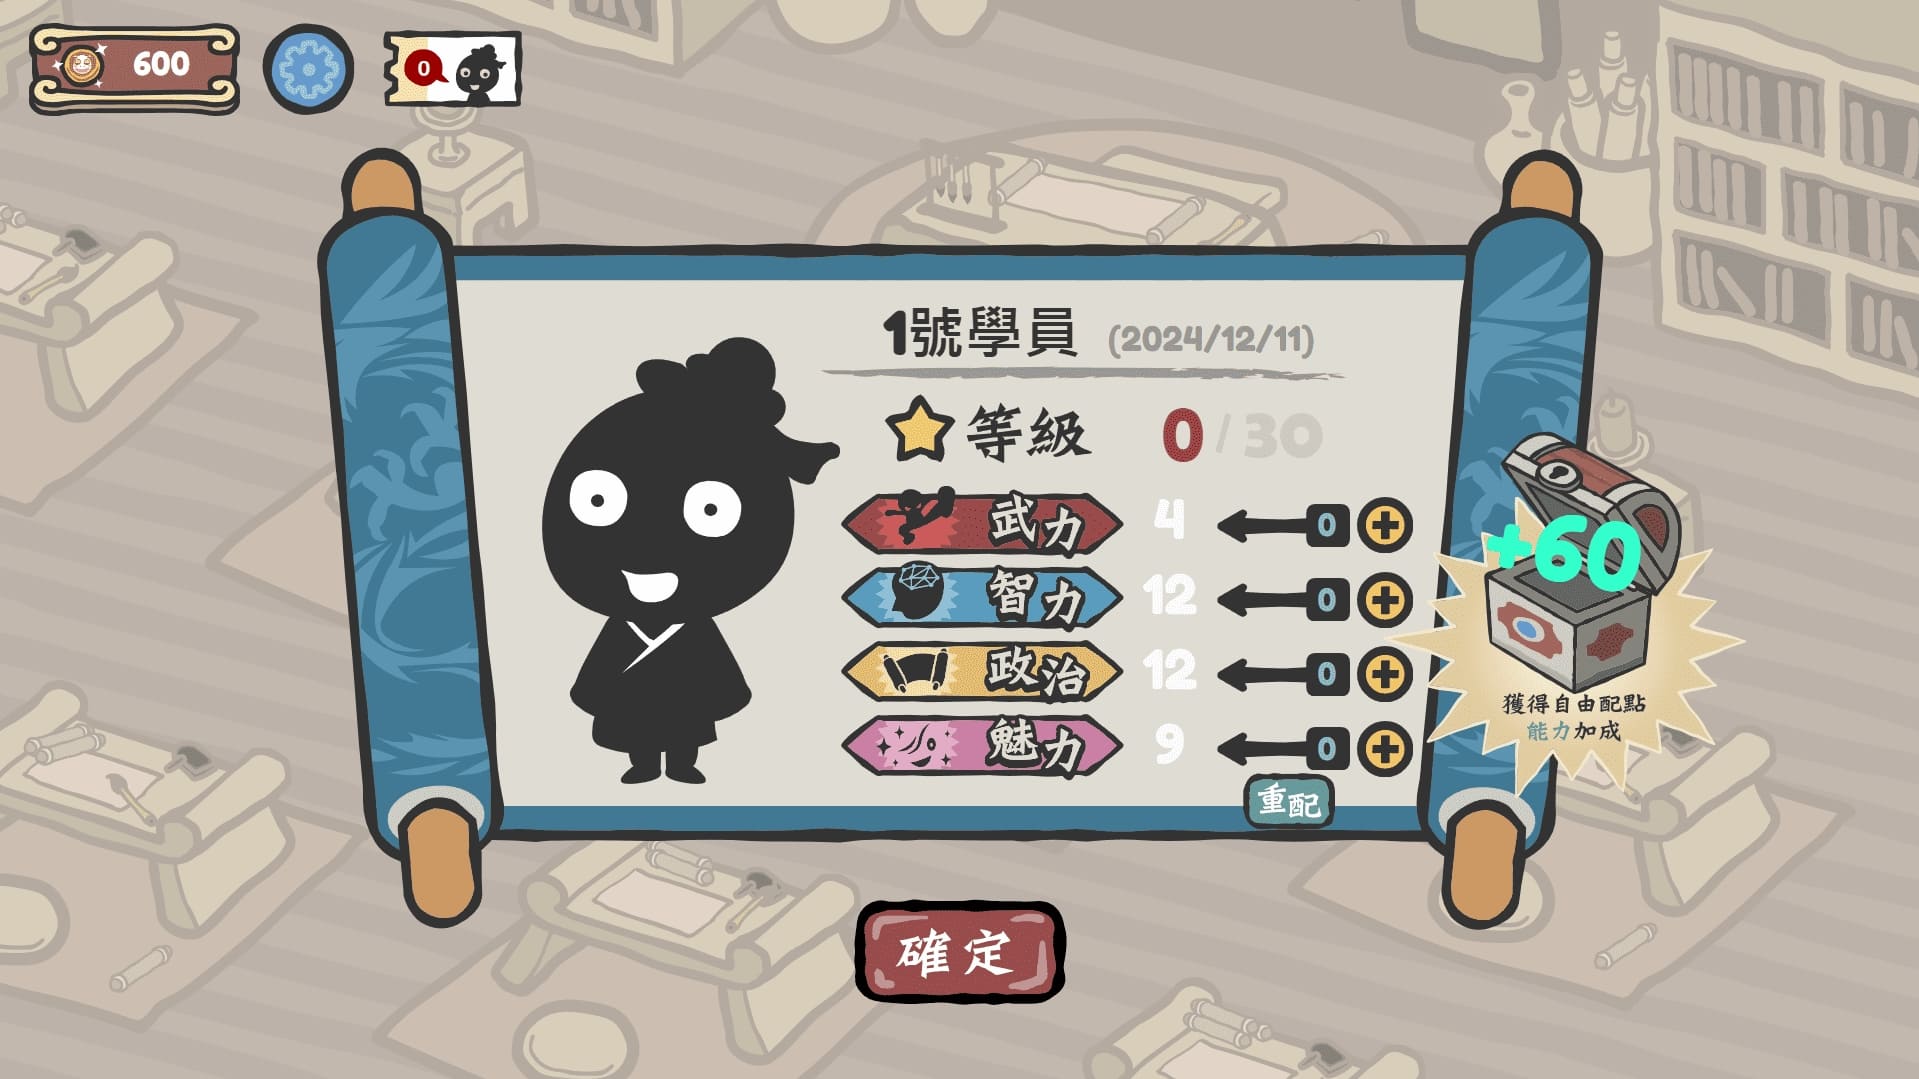 600
0
1號學員 (2024/12/11)
等級 0/30
武力 4 0
智力 12 0
政治 12 0
魅力 9 0
重配
+60
獲得自由配點
能力加成
確定